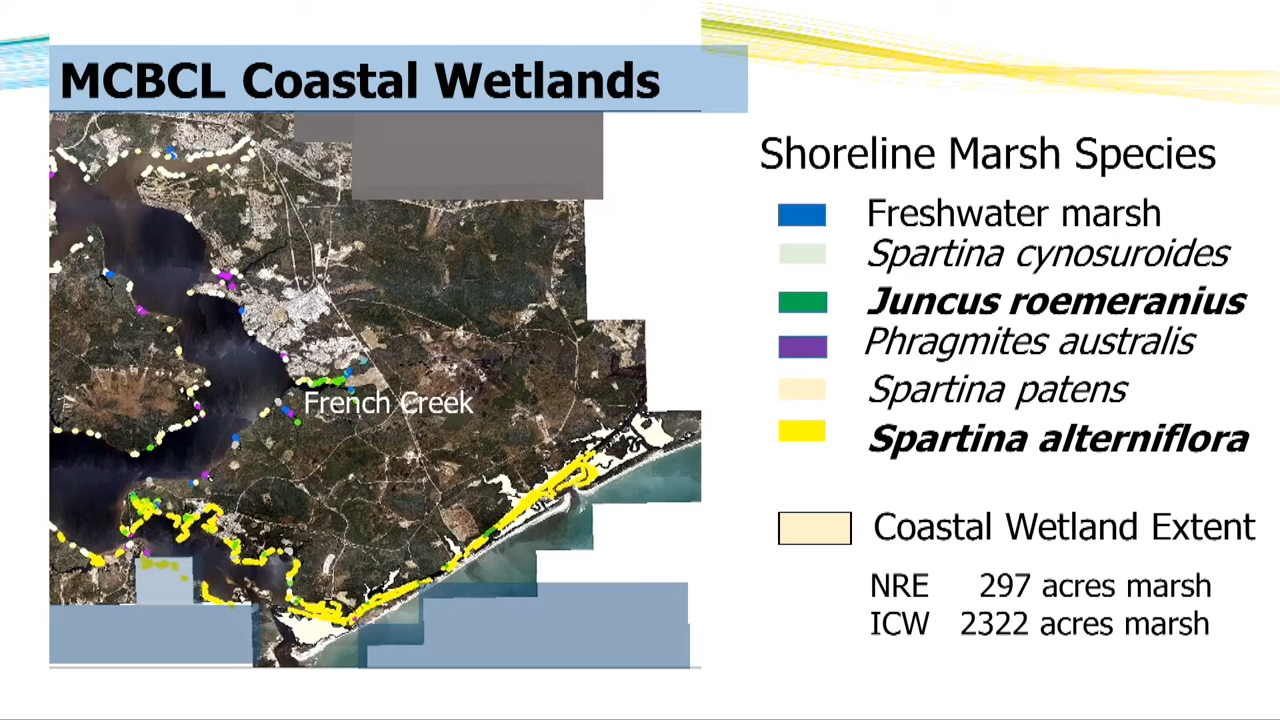 MCBCL Coastal Wetlands
French Creek
Shoreline Marsh Species
Freshwater marsh
Spartina cynosuroides
Juncus roemeranius
Phragmites australis
Spartina patens
Spartina alterniflora
Coastal Wetland Extent
NRE 297 acres marsh
ICW 2322 acres marsh